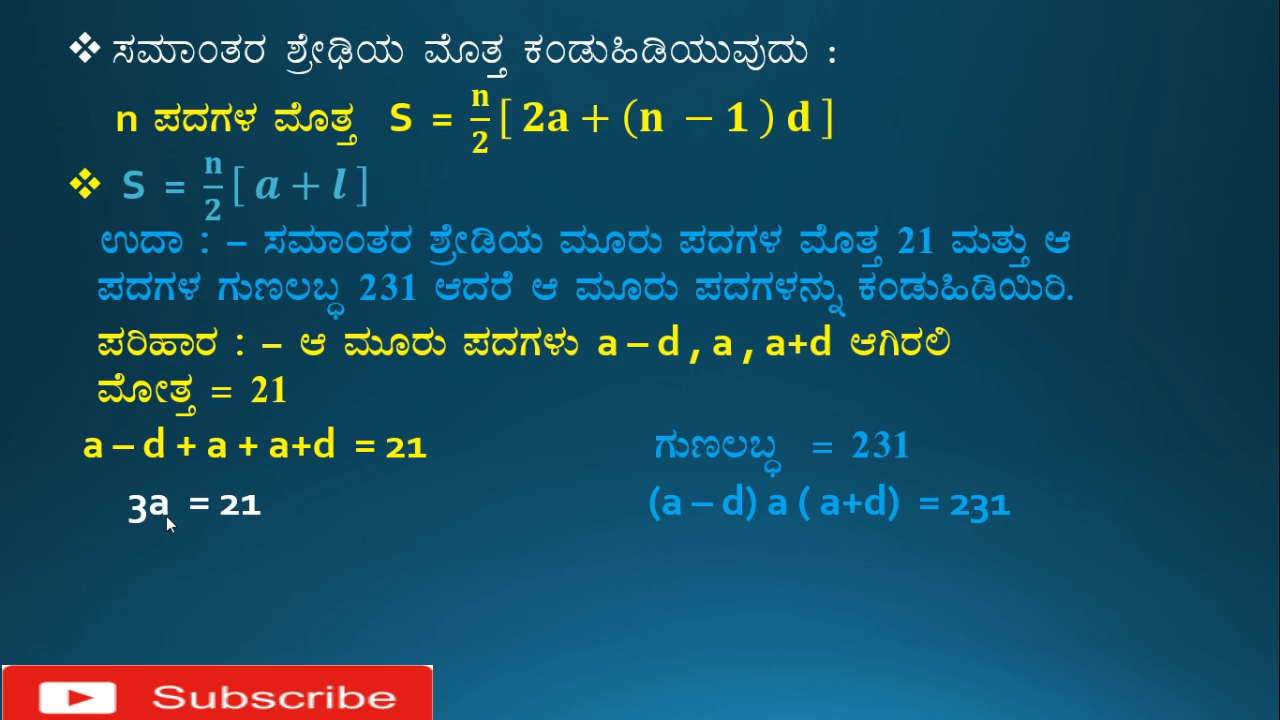 ❖ ಸಮಾಂತರ ಶ್ರೇಢಿಯ ಮೊತ್ತ ಕಂಡುಹಿಡಿಯುವುದು :
n ಪದಗಳ ಮೊತ್ತ S = n/2 [ 2a + (n − 1 ) d ]
❖ S = n/2 [ a + l ]
ಉದಾ : – ಸಮಾಂತರ ಶ್ರೇಡಿಯ ಮೂರು ಪದಗಳ ಮೊತ್ತ 21 ಮತ್ತು ಆ
ಪದಗಳ ಗುಣಲಬ್ಧ 231 ಆದರೆ ಆ ಮೂರು ಪದಗಳನ್ನು ಕಂಡುಹಿಡಿಯಿರಿ.
ಪರಿಹಾರ : – ಆ ಮೂರು ಪದಗಳು a – d , a , a+d ಆಗಿರಲಿ
ಮೋತ್ತ = 21
a – d + a + a+d = 21
ಗುಣಲಬ್ಧ = 231
3a = 21
(a – d) a ( a+d) = 231
Subscribe